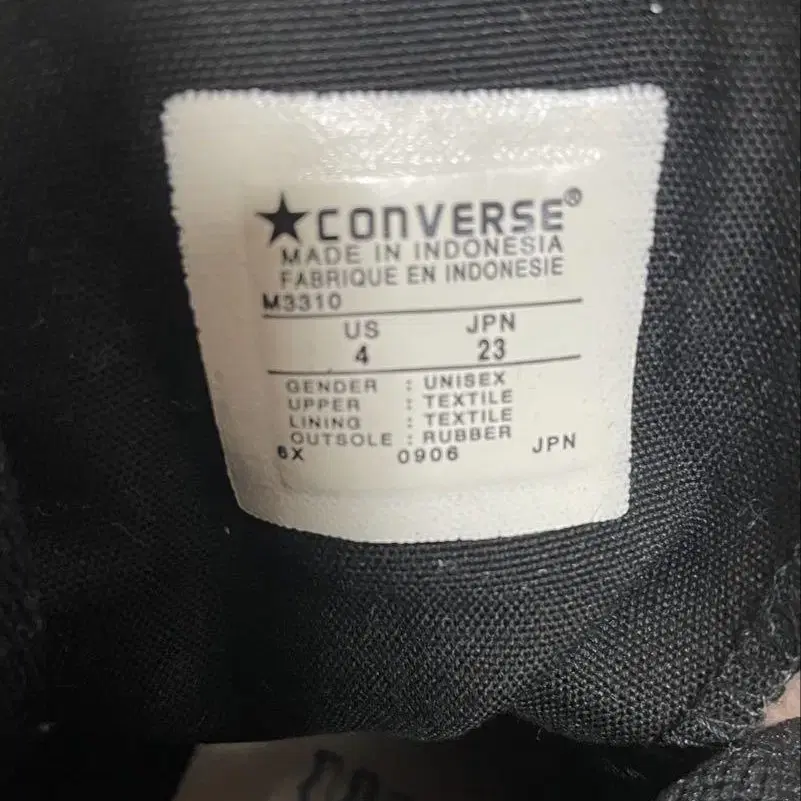 ★CONVERSE®
MADE IN INDONESIA
FABRIQUE EN INDONESIE
M3310
US JPN
4 23
GENDER : UNISEX
UPPER : TEXTILE
LINING : TEXTILE
OUTSOLE : RUBBER
6X 0906 JPN